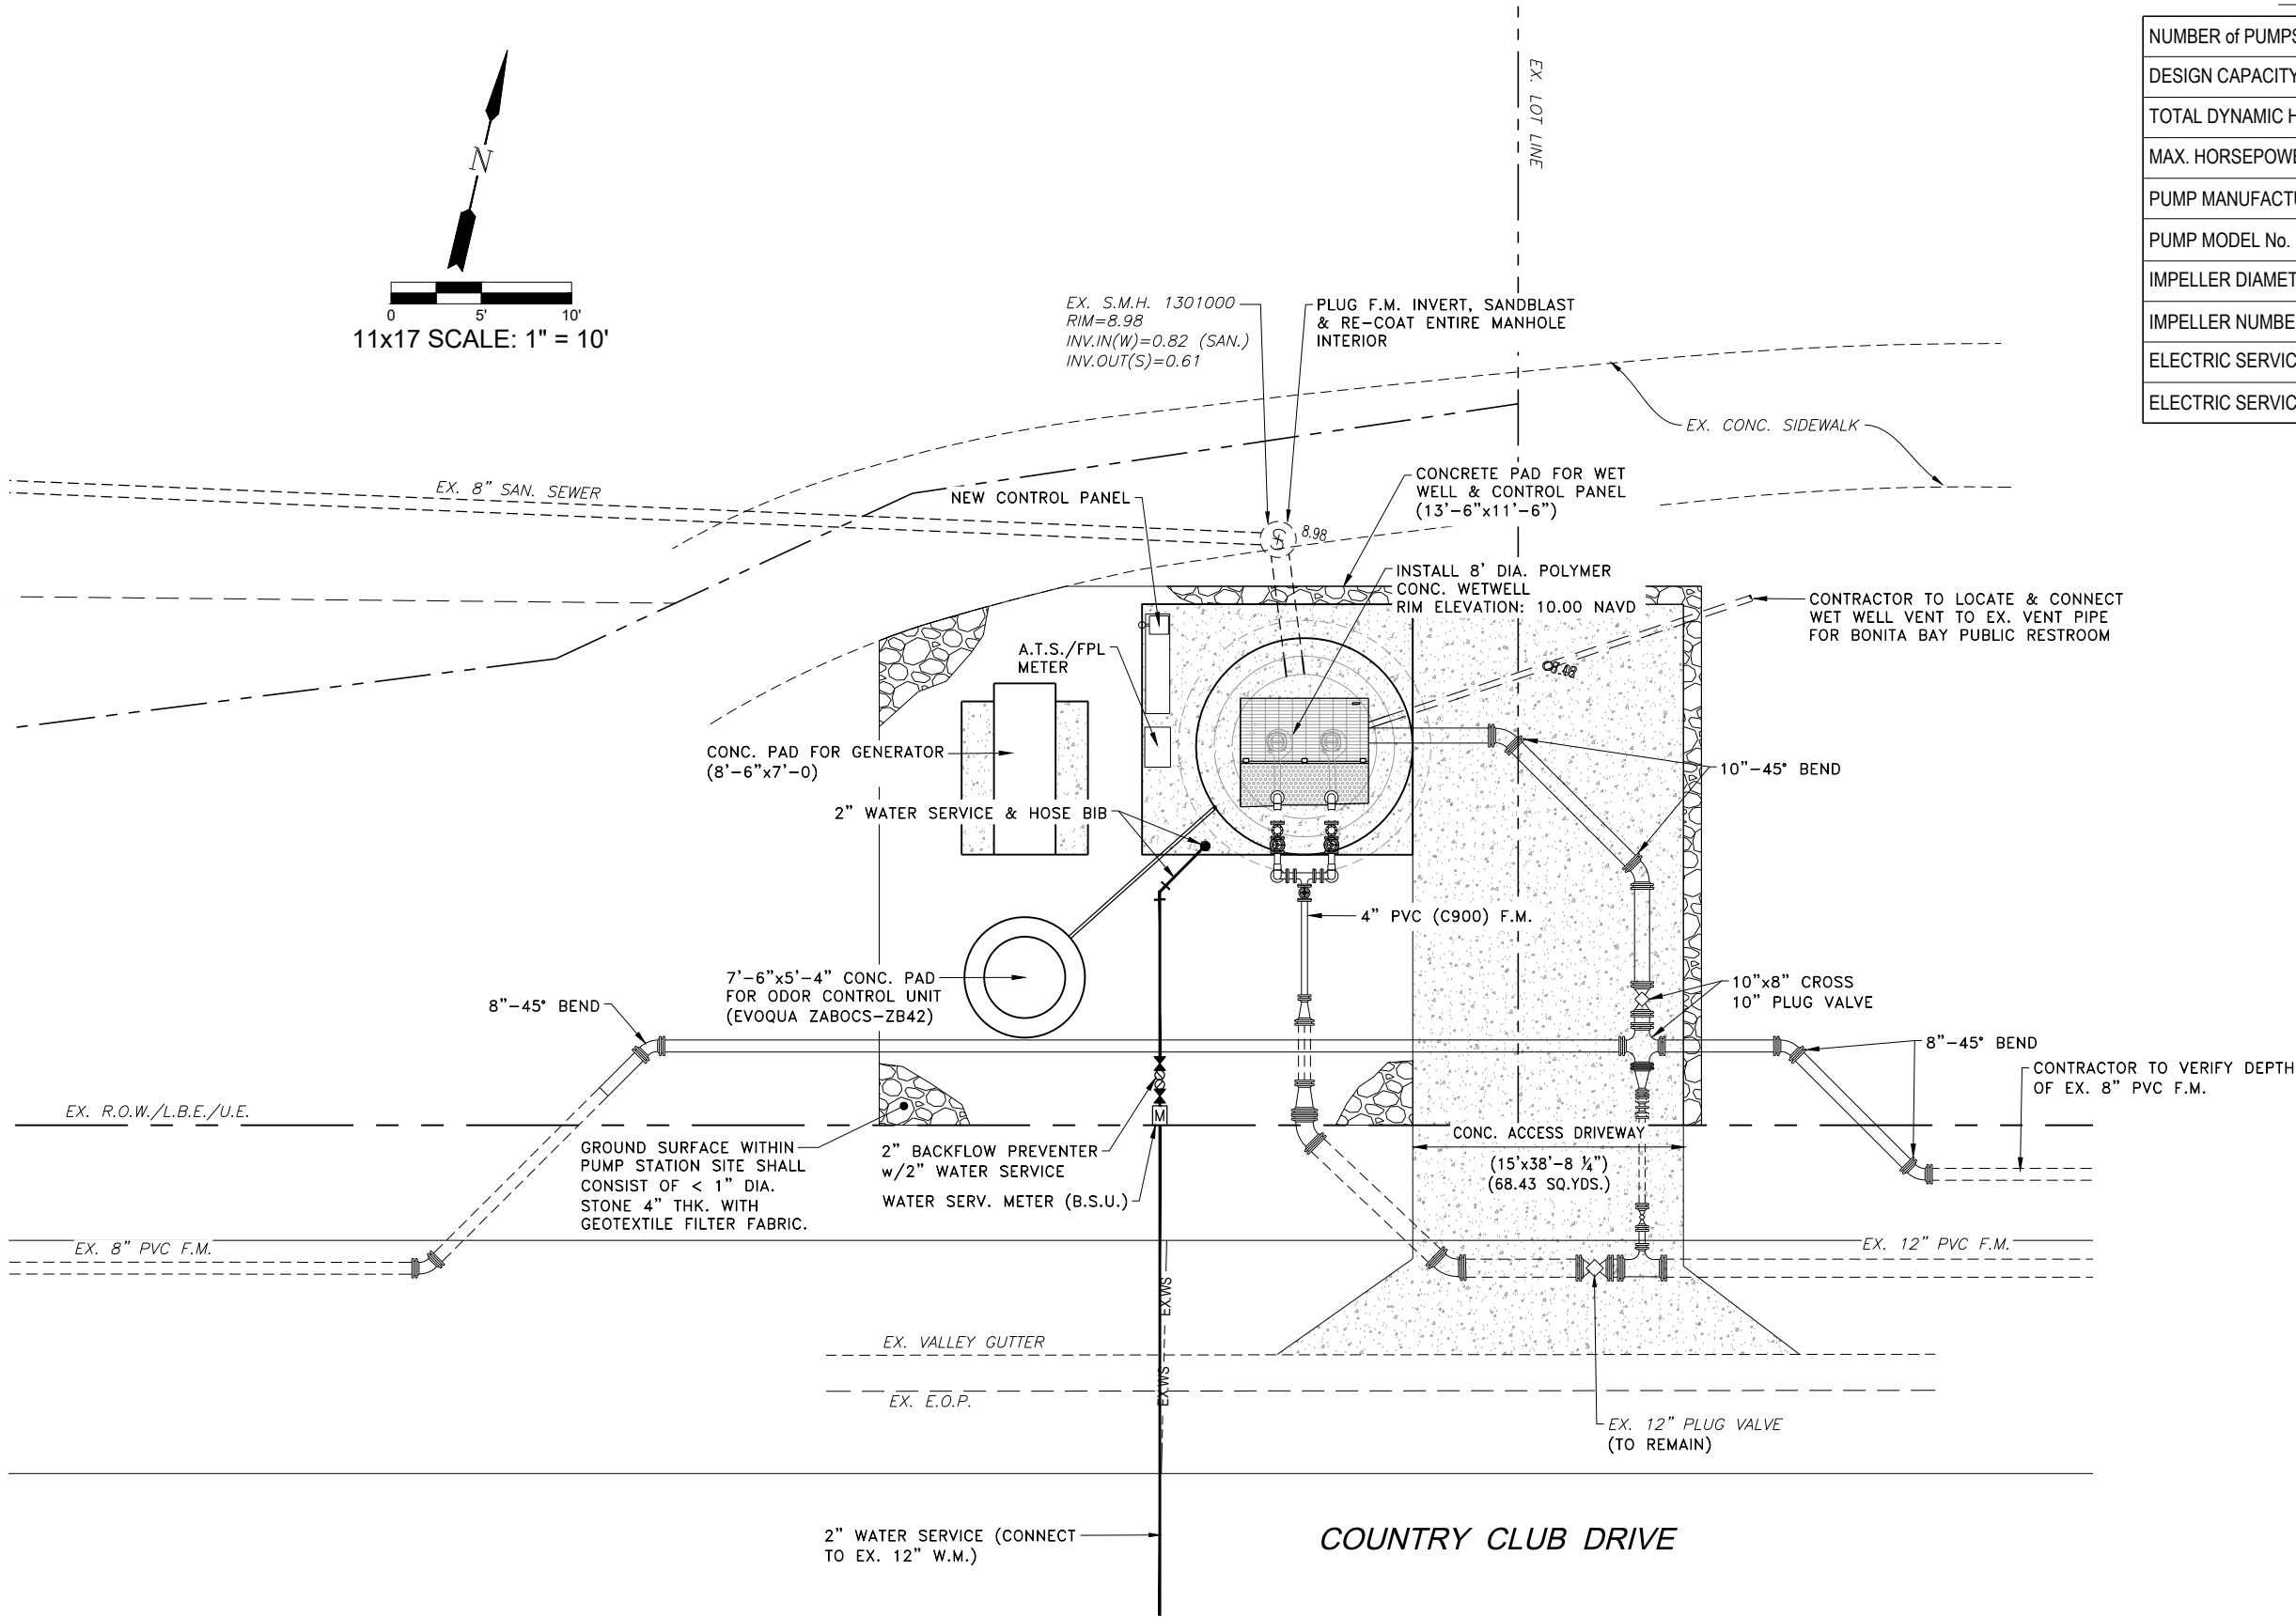 NUMBER of PUMPS
DESIGN CAPACITY
TOTAL DYNAMIC H
MAX. HORSEPOWE
PUMP MANUFACTU
PUMP MODEL No.
IMPELLER DIAMET
IMPELLER NUMBE
ELECTRIC SERVIC
ELECTRIC SERVIC
N
0 5' 10'
11x17 SCALE: 1" = 10'
EX. LOT LINE
EX. S.M.H. 1301000
RIM=8.98
INV.IN(W)=0.82 (SAN.)
INV.OUT(S)=0.61
PLUG F.M. INVERT, SANDBLAST
& RE-COAT ENTIRE MANHOLE
INTERIOR
EX. CONC. SIDEWALK
EX. 8" SAN. SEWER
NEW CONTROL PANEL
CONCRETE PAD FOR WET
WELL & CONTROL PANEL
(13'-6"x11'-6")
8.98
S
INSTALL 8' DIA. POLYMER
CONC. WETWELL
RIM ELEVATION: 10.00 NAVD
CONTRACTOR TO LOCATE & CONNECT
WET WELL VENT TO EX. VENT PIPE
FOR BONITA BAY PUBLIC RESTROOM
A.T.S./FPL
METER
CONC. PAD FOR GENERATOR
(8'-6"x7'-0)
10"-45° BEND
2" WATER SERVICE & HOSE BIB
4" PVC (C900) F.M.
7'-6"x5'-4" CONC. PAD
FOR ODOR CONTROL UNIT
(EVOQUA ZABOCS-ZB42)
10"x8" CROSS
10" PLUG VALVE
8"-45° BEND
8"-45° BEND
CONTRACTOR TO VERIFY DEPTH
OF EX. 8" PVC F.M.
EX. R.O.W./L.B.E./U.E.
M
GROUND SURFACE WITHIN
PUMP STATION SITE SHALL
CONSIST OF < 1" DIA.
STONE 4" THK. WITH
GEOTEXTILE FILTER FABRIC.
2" BACKFLOW PREVENTER
w/2" WATER SERVICE
WATER SERV. METER (B.S.U.)
CONC. ACCESS DRIVEWAY
(15'x38'-8 ¼")
(68.43 SQ.YDS.)
EX. 8" PVC F.M.
EX. 12" PVC F.M.
EX.WS
EX.WS
EX. VALLEY GUTTER
EX. E.O.P.
EX. 12" PLUG VALVE
(TO REMAIN)
2" WATER SERVICE (CONNECT
TO EX. 12" W.M.)
COUNTRY CLUB DRIVE